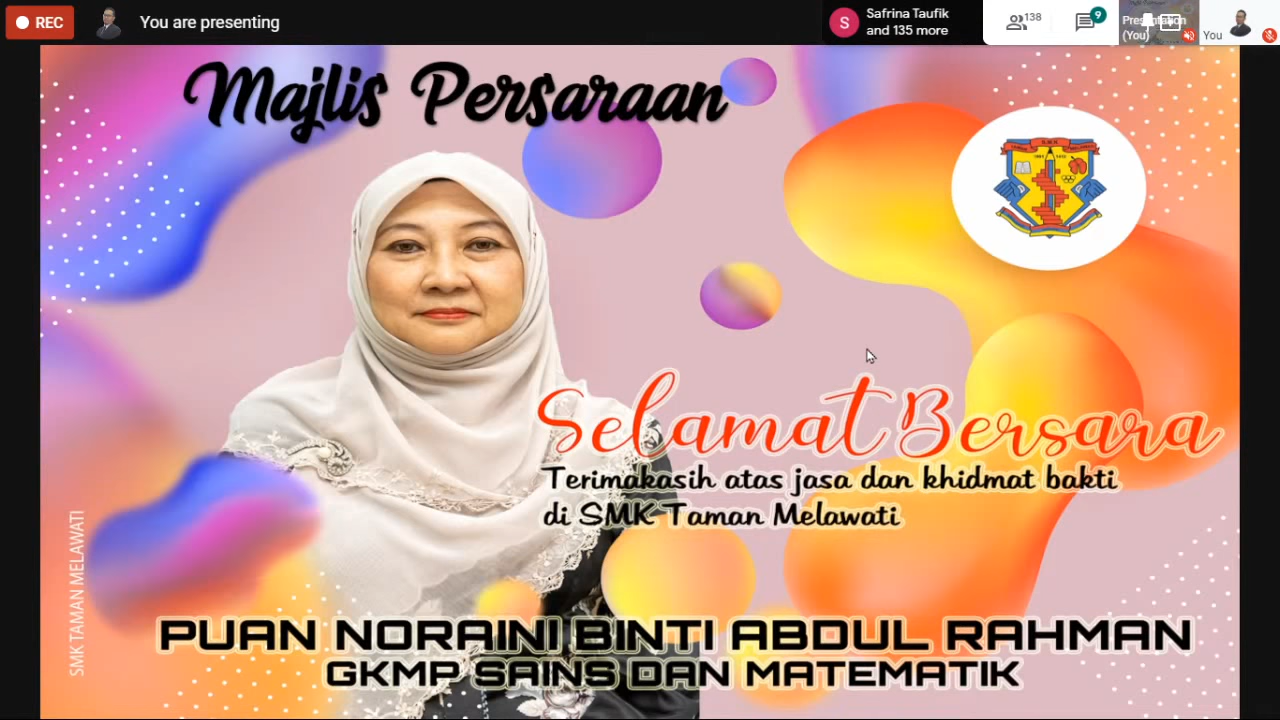 REC
You are presenting
S
Safrina Taufik
and 135 more
138
9
Presentation
(You)
You
Majlis Persaraan
Selamat Bersara
Terimakasih atas jasa dan khidmat bakti
di SMK Taman Melawati
SMK TAMAN MELAWATI
PUAN NORAINI BINTI ABDUL RAHMAN
GKMP SAINS DAN MATEMATIK